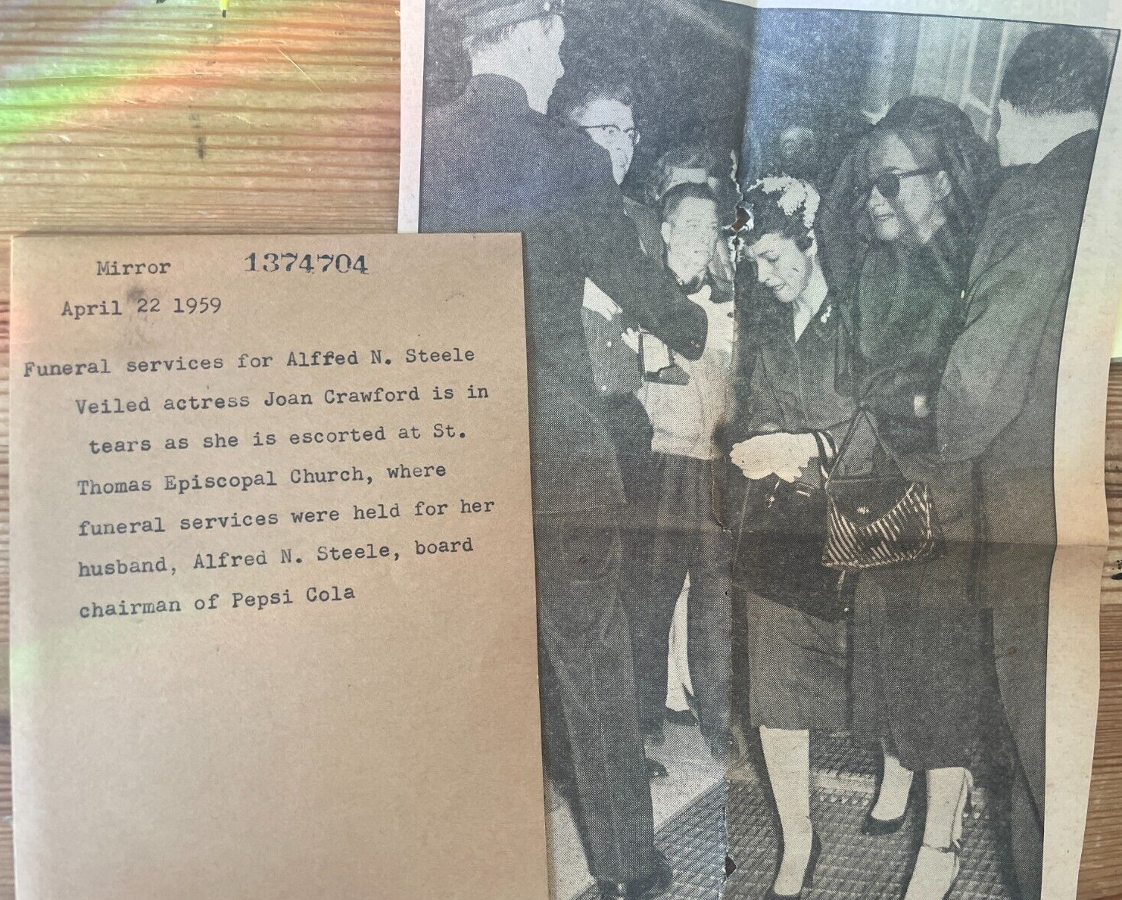 Mirror 1374704
April 22 1959
Funeral services for Alffed N. Steele
Veiled actress Joan Crawford is in
tears as she is escorted at St.
Thomas Episcopal Church, where
funeral services were held for her
husband, Alfred N. Steele, board
chairman of Pepsi Cola